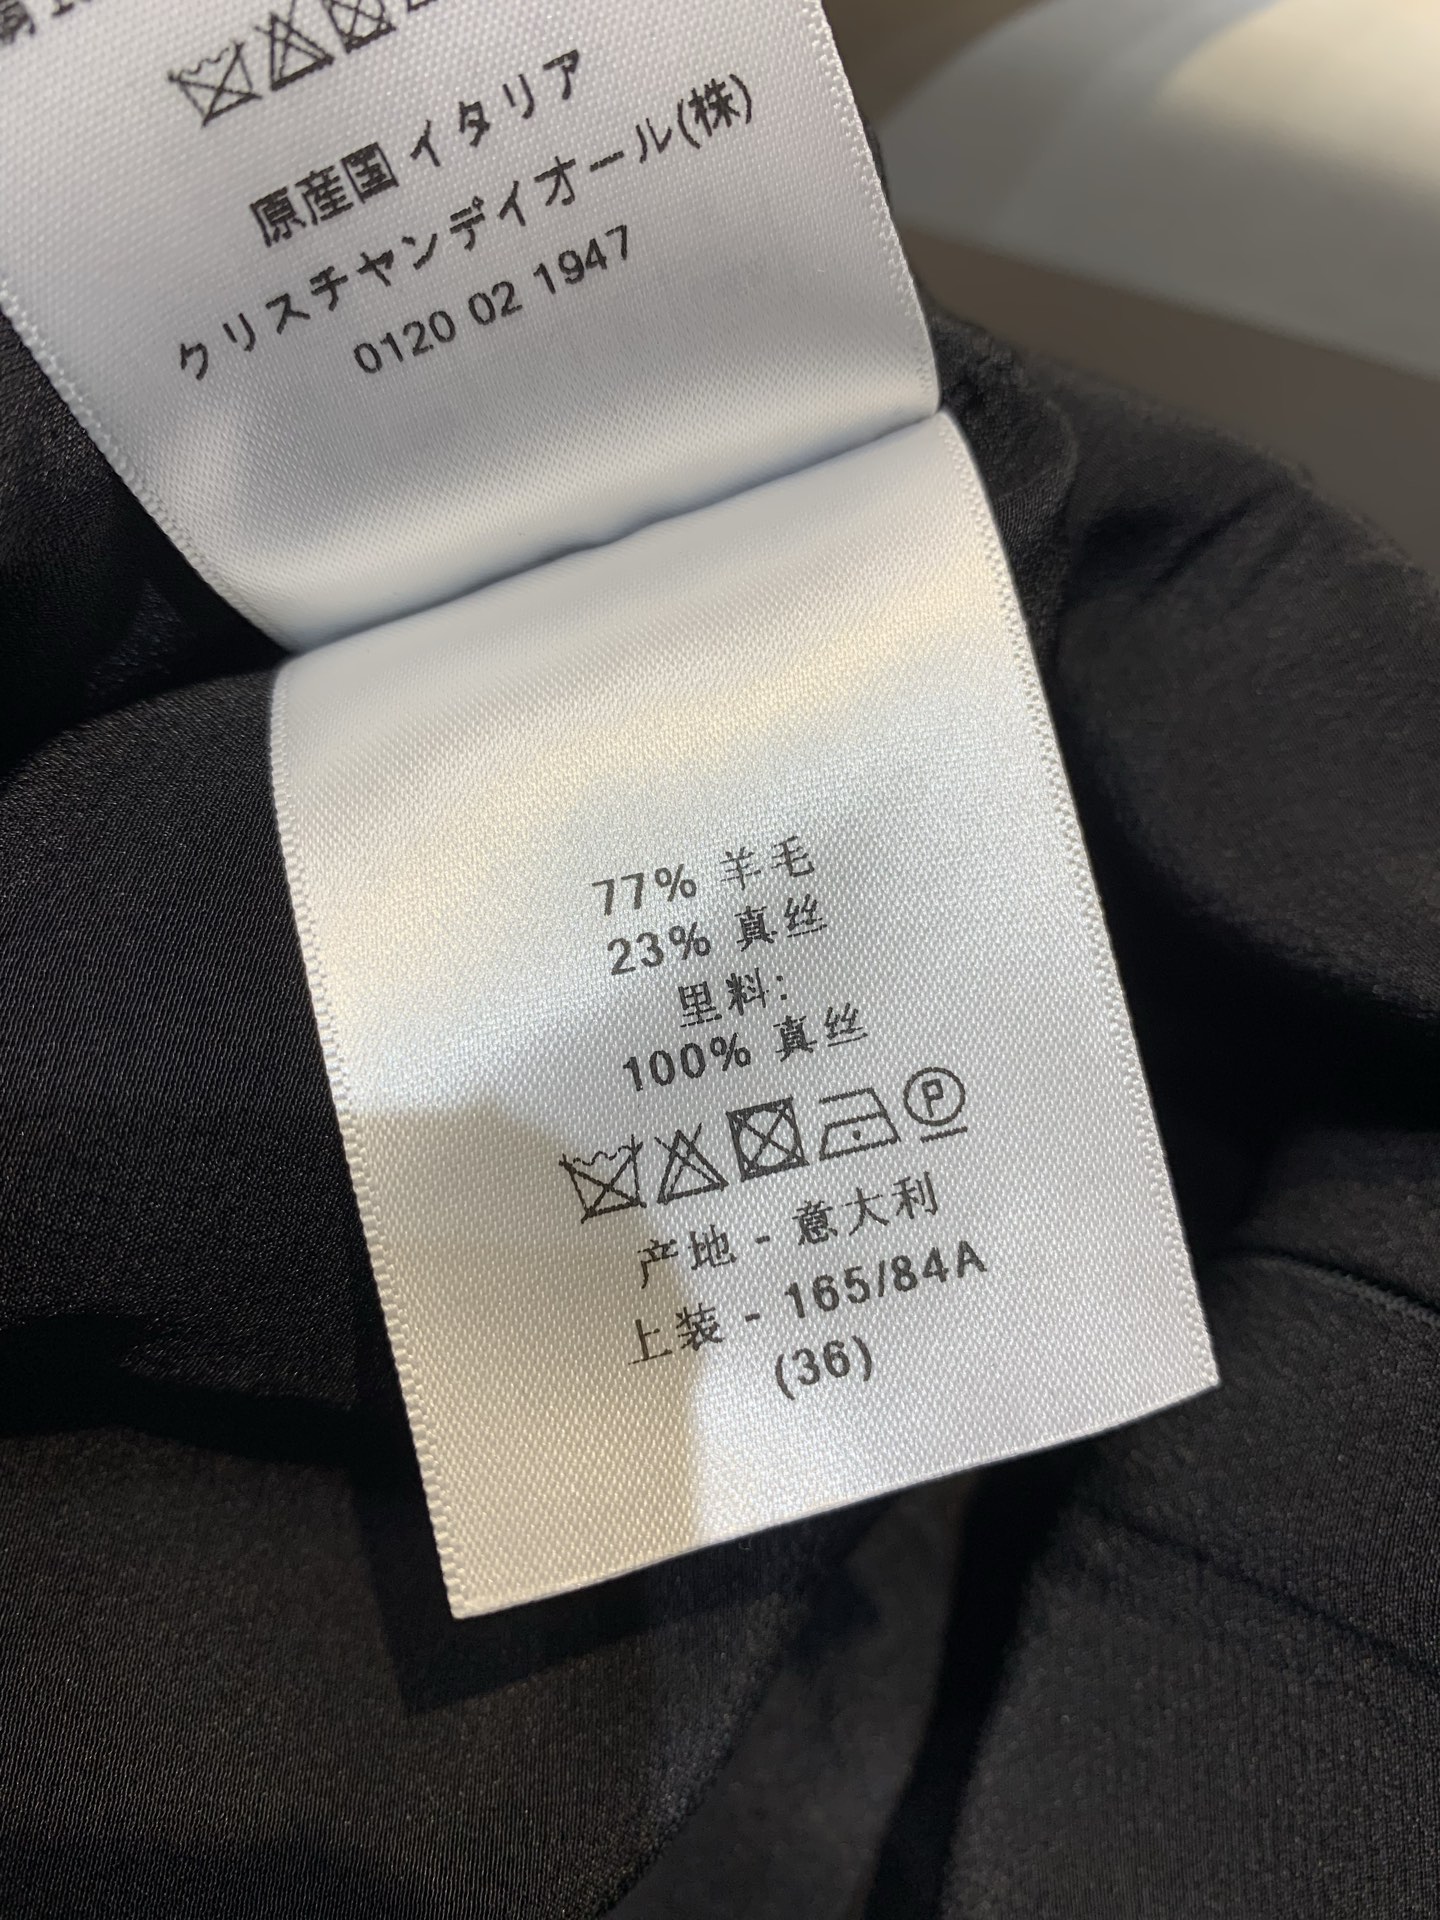 原産国 イタリア
クリスチャンディオール(株)
0120 02 1947
77% 羊毛
23% 真丝
里料:
100% 真丝
P
产地 - 意大利
上装 - 165/84A
(36)